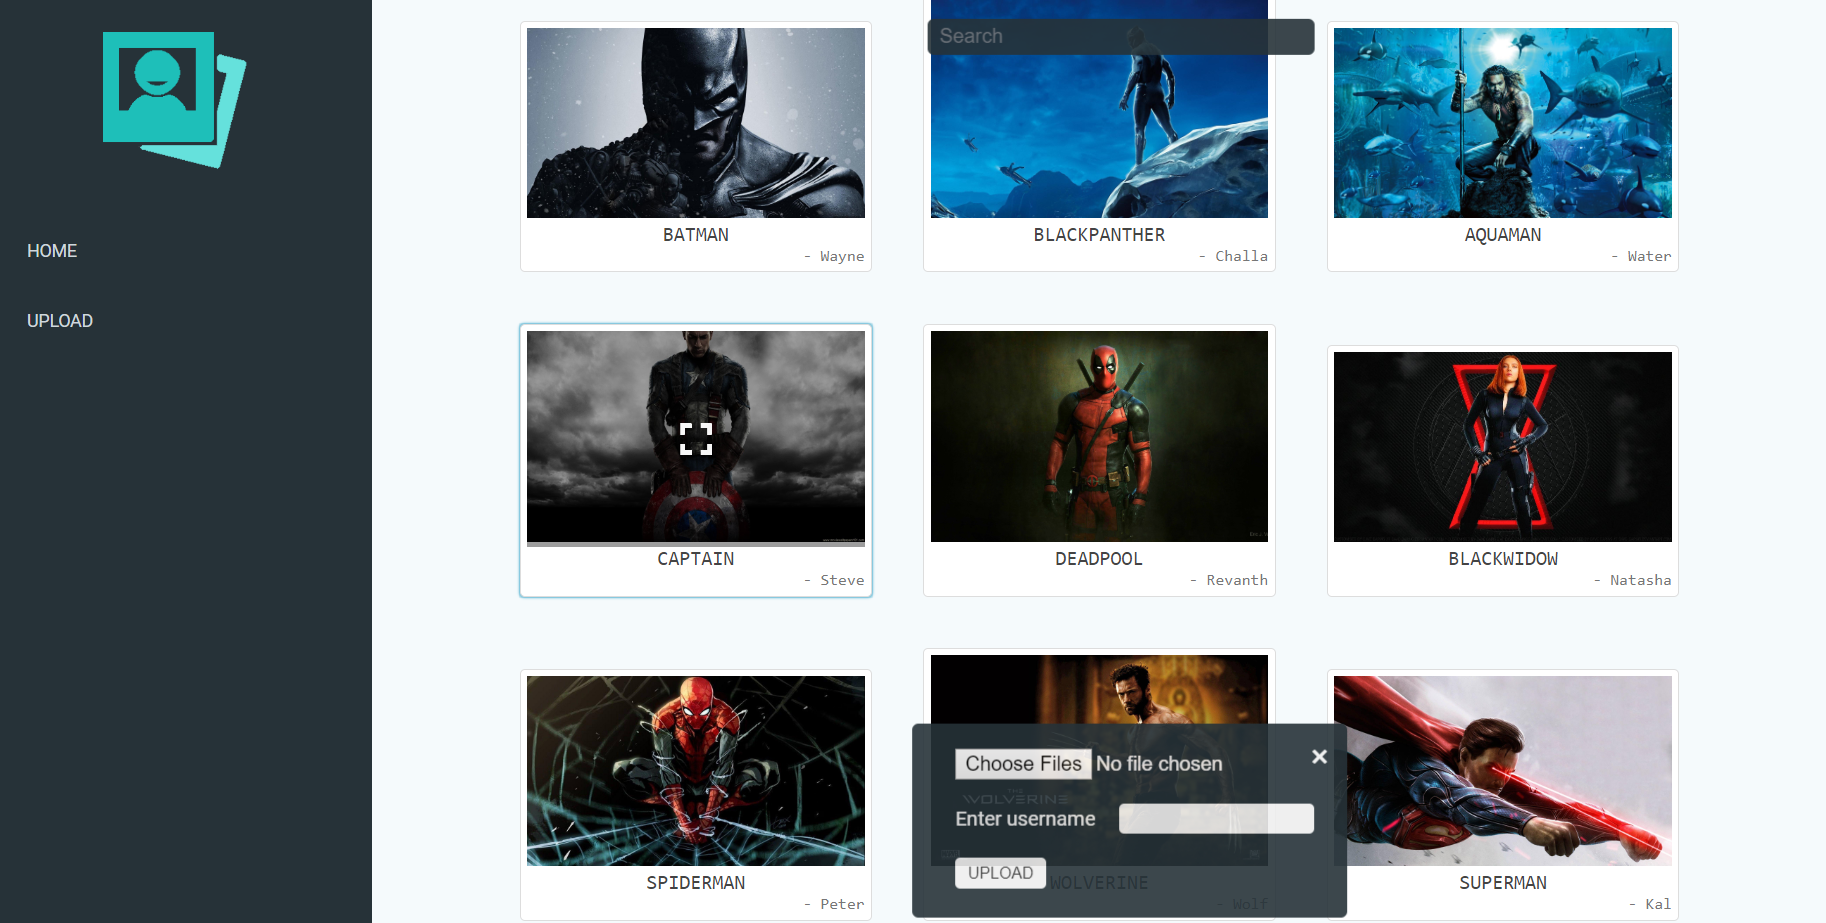 HOME
UPLOAD
Search
BATMAN
- Wayne
BLACKPANTHER
- Challa
AQUAMAN
- Water
CAPTAIN
- Steve
DEADPOOL
- Revanth
BLACKWIDOW
- Natasha
SPIDERMAN
- Peter
Choose Files No file chosen
×
THE
WOLVERINE
Enter username
UPLOAD
WOLVERINE
- Wolf
SUPERMAN
- Kal